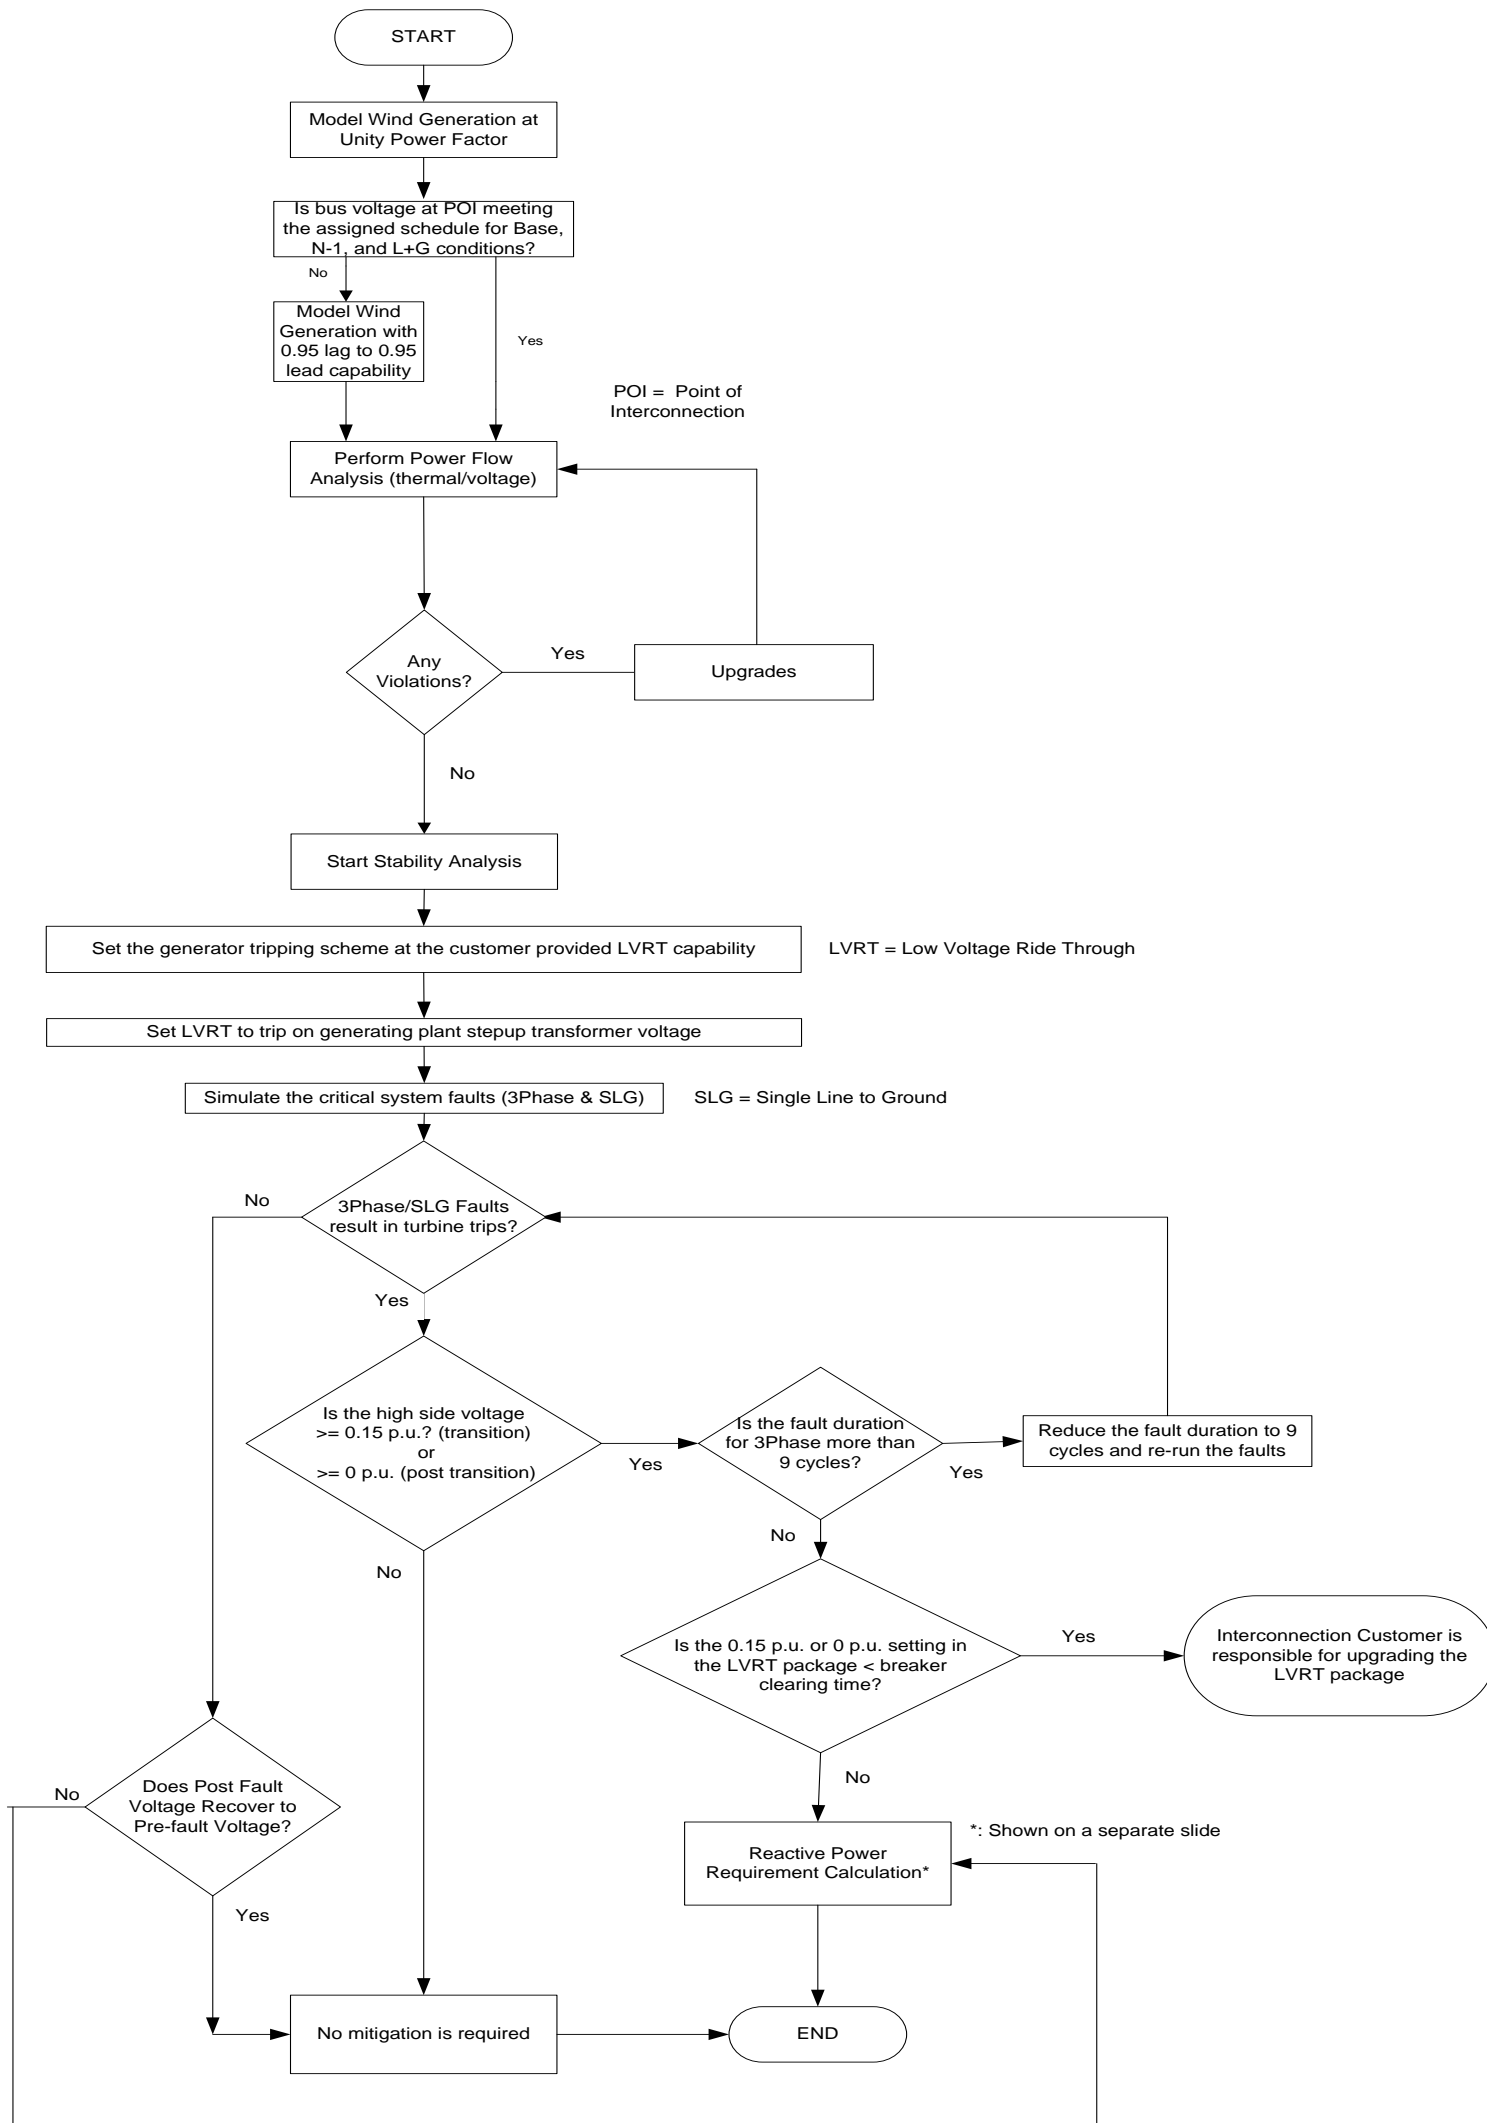 START
Model Wind Generation at
Unity Power Factor
Is bus voltage at POI meeting
the assigned schedule for Base,
N-1, and L+G conditions?
No
Model Wind
Generation with
0.95 lag to 0.95
lead capability
Yes
POI =  Point of
Interconnection
Perform Power Flow
Analysis (thermal/voltage)
Any
Violations?
Yes
Upgrades
No
Start Stability Analysis
Set the generator tripping scheme at the customer provided LVRT capability
LVRT = Low Voltage Ride Through
Set LVRT to trip on generating plant stepup transformer voltage
Simulate the critical system faults (3Phase & SLG)
SLG = Single Line to Ground
No
3Phase/SLG Faults
result in turbine trips?
Yes
Is the high side voltage
>= 0.15 p.u.? (transition)
or
>= 0 p.u. (post transition)
Yes
Is the fault duration
for 3Phase more than
9 cycles?
Yes
Reduce the fault duration to 9
cycles and re-run the faults
No
No
Is the 0.15 p.u. or 0 p.u. setting in
the LVRT package < breaker
clearing time?
Yes
Interconnection Customer is
responsible for upgrading the
LVRT package
No
No
Does Post Fault
Voltage Recover to
Pre-fault Voltage?
Yes
Reactive Power
Requirement Calculation*
*: Shown on a separate slide
No mitigation is required
END